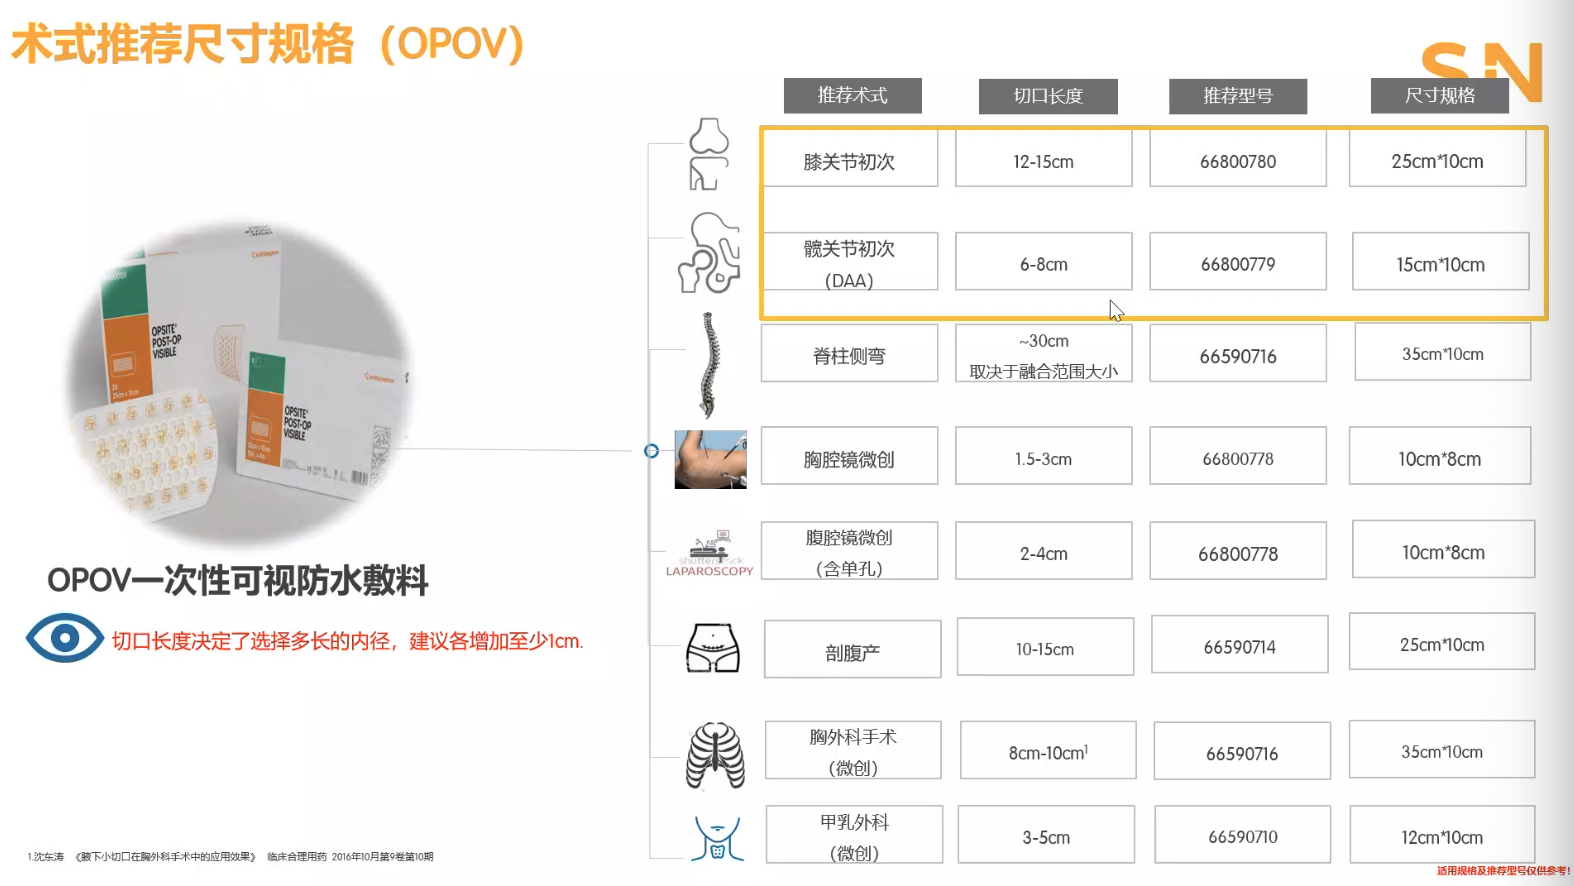 术式推荐尺寸规格（OPOV）
S N
推荐术式 切口长度 推荐型号 尺寸规格
膝关节初次 12-15cm 66800780 25cm*10cm
髋关节初次
（DAA） 6-8cm 66800779 15cm*10cm
脊柱侧弯 ~30cm
取决于融合范围大小 66590716 35cm*10cm
胸腔镜微创 1.5-3cm 66800778 10cm*8cm
腹腔镜微创
（含单孔） 2-4cm 66800778 10cm*8cm
剖腹产 10-15cm 66590714 25cm*10cm
胸外科手术
（微创） 8cm-10cm¹ 66590716 35cm*10cm
甲乳外科
（微创） 3-5cm 66590710 12cm*10cm
shutterstock
LAPAROSCOPY
OPSITE
POST-OP
VISIBLE
OPSITE
POST-OP
VISIBLE
OPOV一次性可视防水敷料
切口长度决定了选择多长的内径，建议各增加至少1cm.
1.沈东涛 《腋下小切口在胸外科手术中的应用效果》 临床合理用药 2016年10月第9卷第10期
适用规格及推荐型号仅供参考！